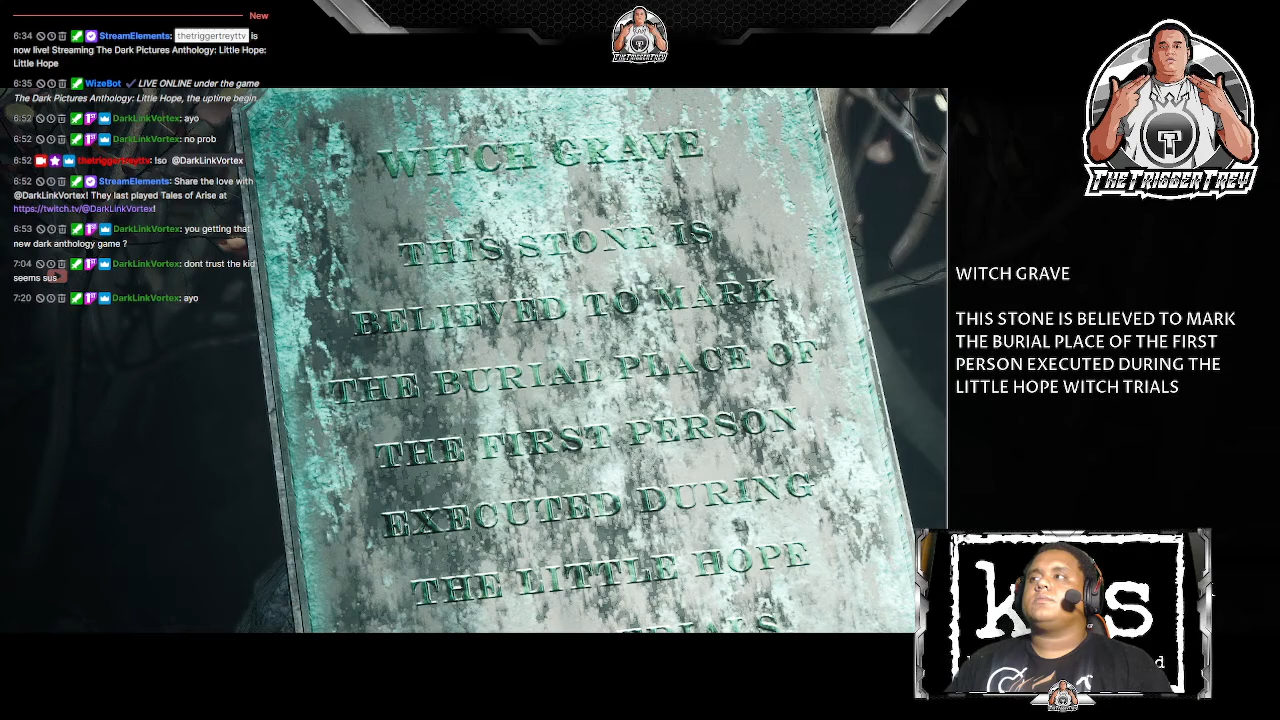 New
6:34 StreamElements: thetriggertreyttv is
now live! Streaming The Dark Pictures Anthology: Little Hope:
Little Hope
6:35 WizeBot LIVE ONLINE under the game
The Dark Pictures Anthology: Little Hope, the uptime begin
6:52 DarkLinkVortex: ayo
6:52 DarkLinkVortex: no prob
6:52 thetriggertreyttv: !so @DarkLinkVortex
6:52 StreamElements: Share the love with
@DarkLinkVortex! They last played Tales of Arise at
https://twitch.tv/@DarkLinkVortex!
6:53 DarkLinkVortex: you getting that
new dark anthology game ?
7:04 DarkLinkVortex: dont trust the kid
seems sus
7:20 DarkLinkVortex: ayo
THETRIGGERTREY
WITCH GRAVE
THIS STONE IS
BELIEVED TO MARK
THE BURIAL PLACE OF
THE FIRST PERSON
EXECUTED DURING
THE LITTLE HOPE
T
THETRIGGERTREY
WITCH GRAVE
THIS STONE IS BELIEVED TO MARK
THE BURIAL PLACE OF THE FIRST
PERSON EXECUTED DURING THE
LITTLE HOPE WITCH TRIALS